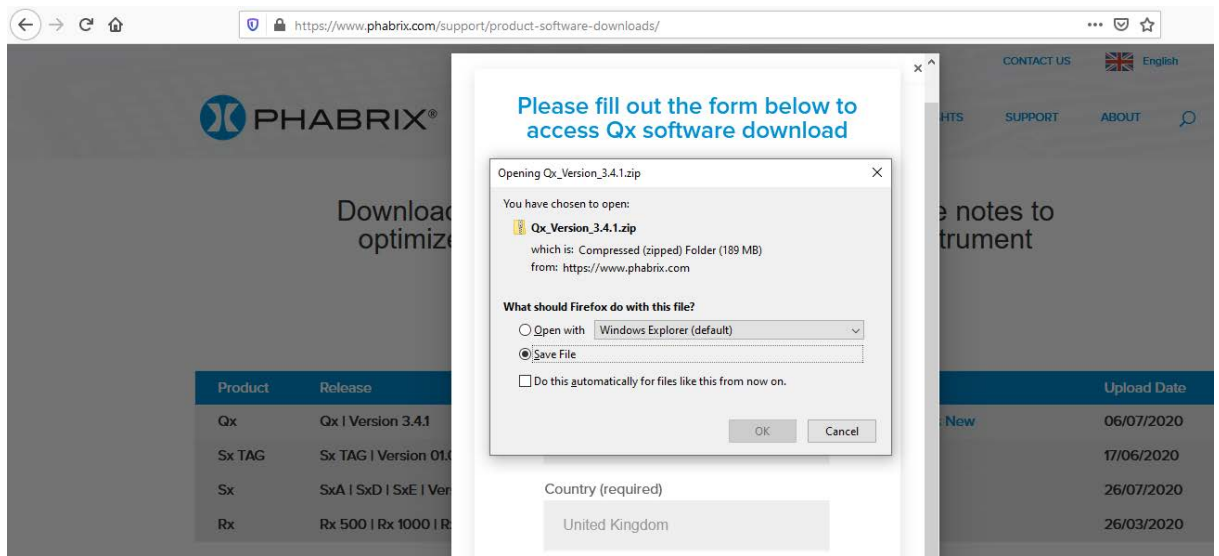 https://www.phabrix.com/support/product-software-downloads/
CONTACT US English
PHABRIX®
SUPPORT ABOUT
Please fill out the form below to
access Qx software download
Opening Qx_Version_3.4.1.zip
You have chosen to open:
Qx_Version_3.4.1.zip
which is: Compressed (zipped) Folder (189 MB)
from: https://www.phabrix.com
What should Firefox do with this file?
Open with Windows Explorer (default)
Save File
Do this automatically for files like this from now on.
OK Cancel
notes to
optimize
Product Release Upload Date
Qx Qx | Version 3.4.1 New 06/07/2020
Sx TAG Sx TAG | Version 17/06/2020
Sx SxA | SxD | SxE | 26/07/2020
Rx Rx 500 | Rx 1000 | 26/03/2020
Country (required)
United Kingdom